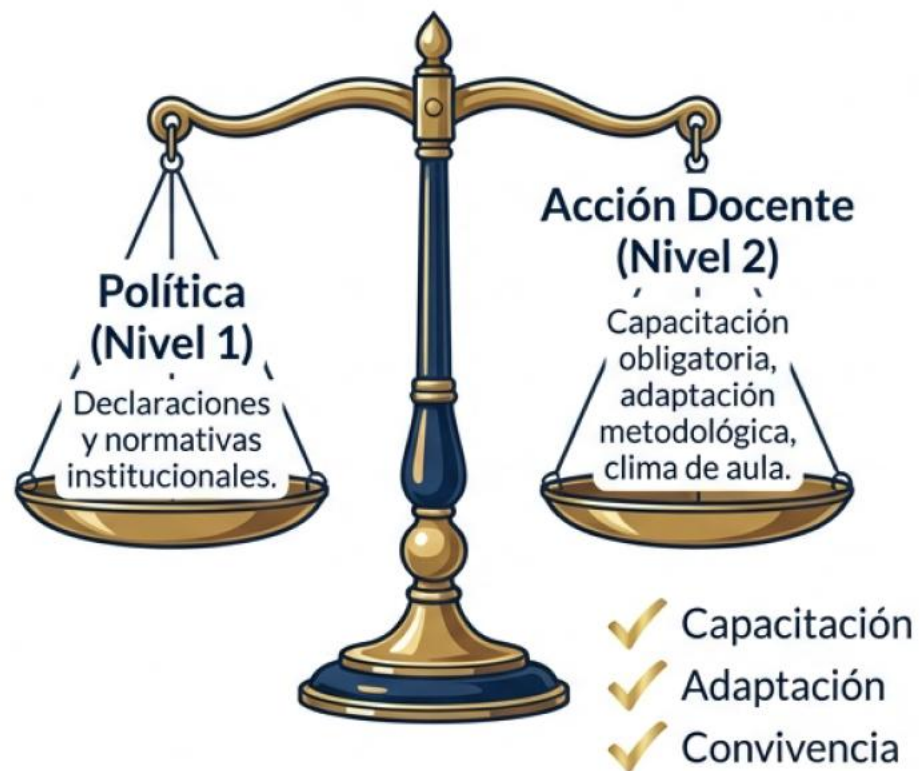 Política
(Nivel 1)
Declaraciones
y normativas
institucionales.
Acción Docente
(Nivel 2)
Capacitación
obligatoria,
adaptación
metodológica,
clima de aula.
Capacitación
Adaptación
Convivencia